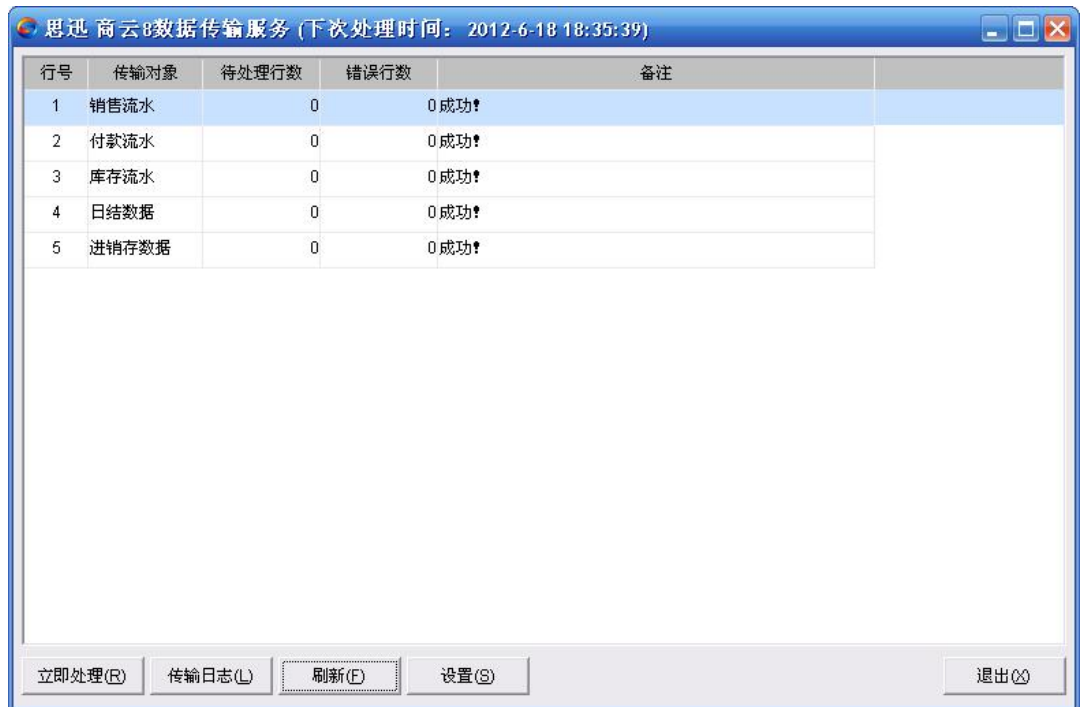 思迅 商云8数据传输服务 (下次处理时间： 2012-6-18 18:35:39)
行号 传输对象 待处理行数 错误行数 备注
1 销售流水 0 0 成功!
2 付款流水 0 0 成功!
3 库存流水 0 0 成功!
4 日结数据 0 0 成功!
5 进销存数据 0 0 成功!
立即处理(R) 传输日志(L) 刷新(F) 设置(S) 退出(X)